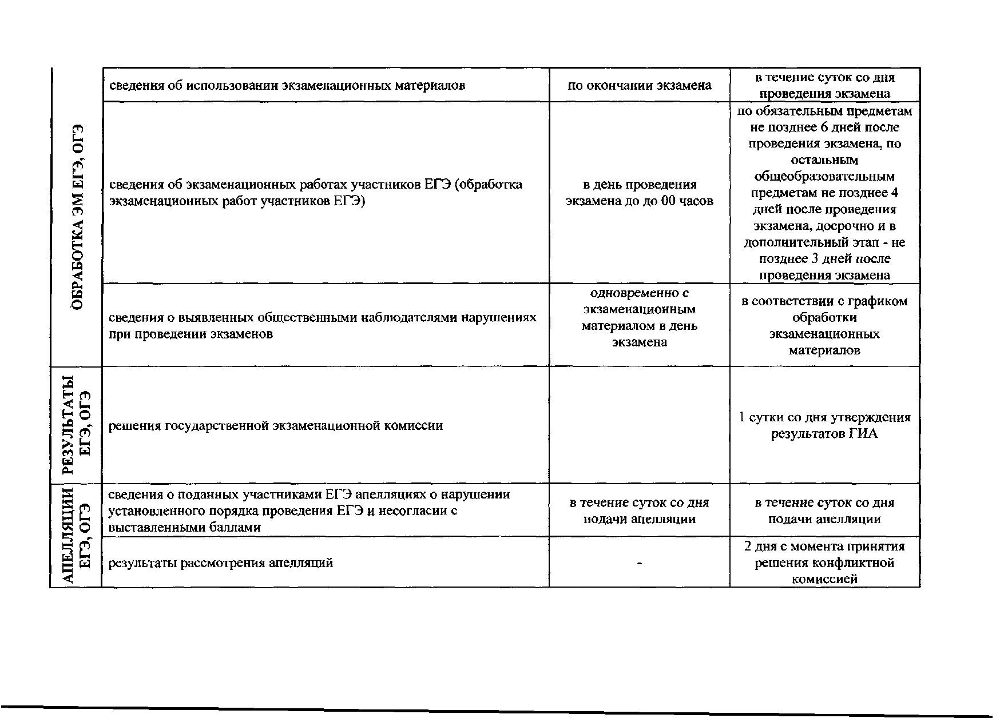 ОБРАБОТКА ЭМ ЕГЭ, ОГЭ
сведения об использовании экзаменационных материалов
по окончании экзамена
в течение суток со дня
проведения экзамена
сведения об экзаменационных работах участников ЕГЭ (обработка
экзаменационных работ участников ЕГЭ)
в день проведения
экзамена до до 00 часов
по обязательным предметам
не позднее 6 дней после
проведения экзамена, по
остальным
общеобразовательным
предметам не позднее 4
дней после проведения
экзамена, досрочно и в
дополнительный этап - не
позднее 3 дней после
проведения экзамена
сведения о выявленных общественными наблюдателями нарушениях
при проведении экзаменов
одновременно с
экзаменационным
материалом в день
экзамена
в соответствии с графиком
обработки
экзаменационных
материалов
РЕЗУЛЬТАТЫ
ЕГЭ, ОГЭ
решения государственной экзаменационной комиссии
1 сутки со дня утверждения
результатов ГИА
АПЕЛЛЯЦИИ
ЕГЭ, ОГЭ
сведения о поданных участниками ЕГЭ апелляциях о нарушении
установленного порядка проведения ЕГЭ и несогласии с
выставленными баллами
в течение суток со дня
подачи апелляции
в течение суток со дня
подачи апелляции
результаты рассмотрения апелляций
-
2 дня с момента принятия
решения конфликтной
комиссией